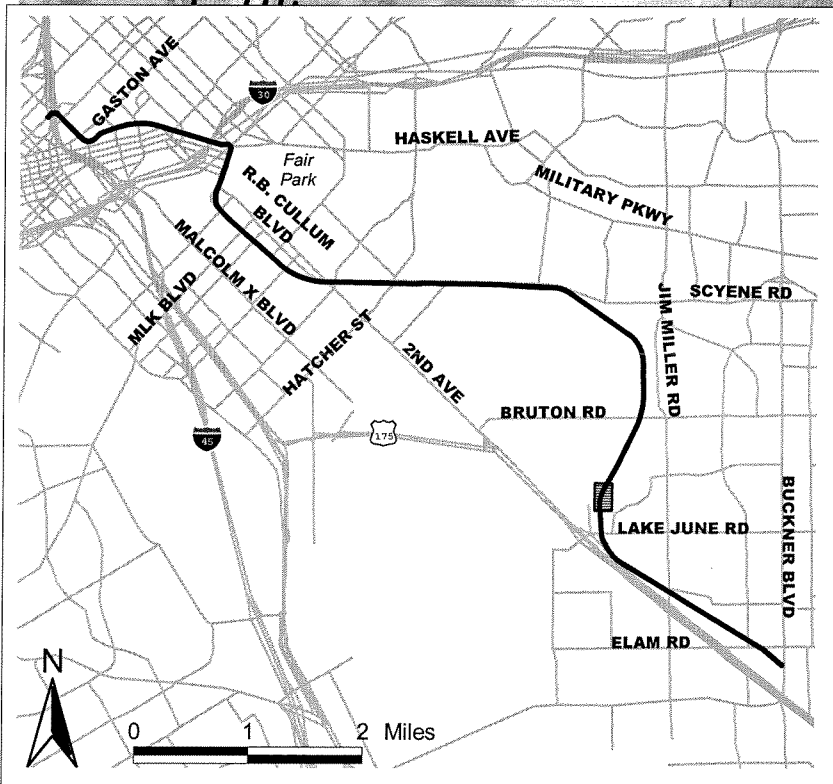 GASTON AVE
30
HASKELL AVE
Fair
Park
R.B. CULLUM
BLVD
MILITARY PKWY
MALCOLM X BLVD
MLK BLVD
SCYENE RD
JIM MILLER RD
HATCHER ST
2ND AVE
BRUTON RD
175
45
BUCKNER BLVD
LAKE JUNE RD
ELAM RD
N
0 1 2 Miles